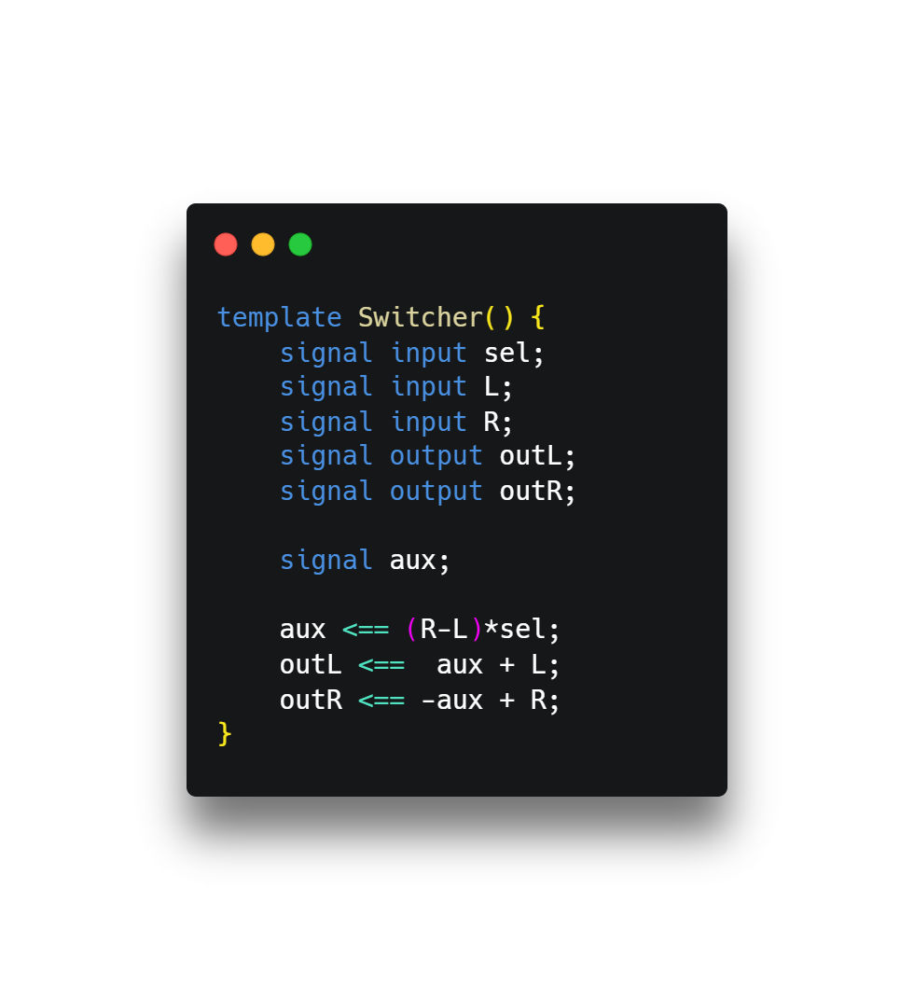 template Switcher() {
    signal input sel;
    signal input L;
    signal input R;
    signal output outL;
    signal output outR;

    signal aux;

    aux <== (R-L)*sel;
    outL <==  aux + L;
    outR <== -aux + R;
}